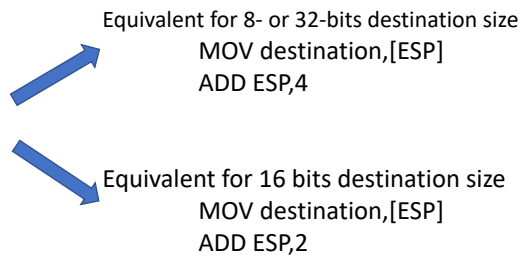 Equivalent for 8- or 32-bits destination size
MOV destination,[ESP]
ADD ESP,4
Equivalent for 16 bits destination size
MOV destination,[ESP]
ADD ESP,2